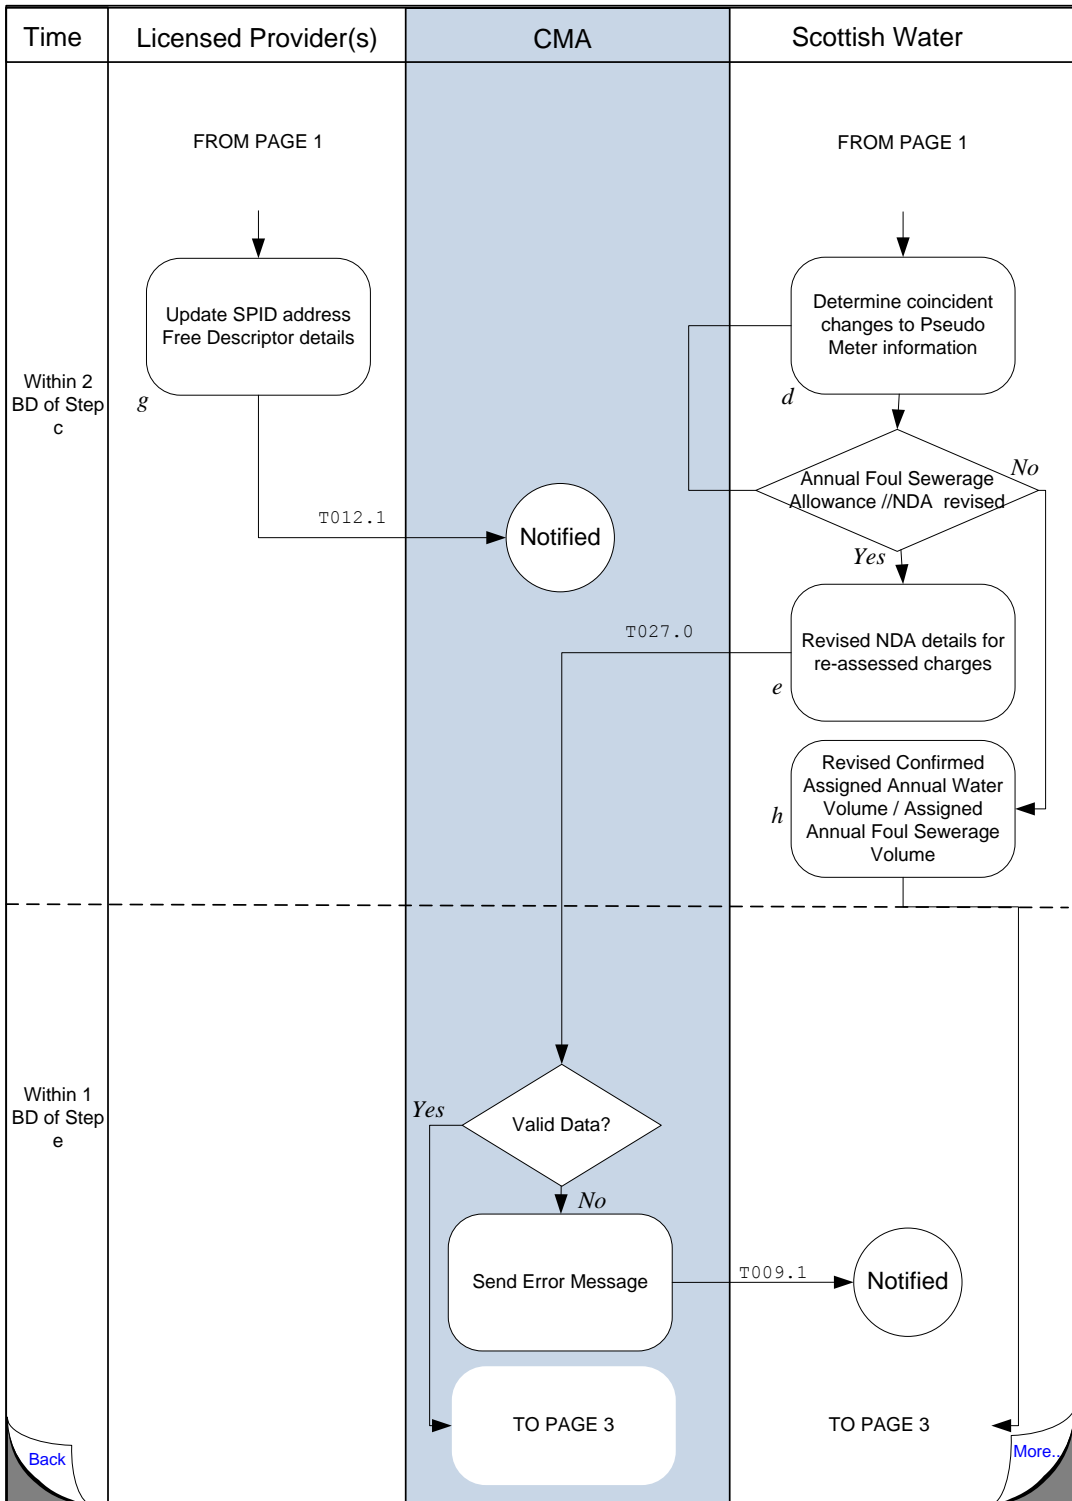 Time
Licensed Provider(s)
CMA
Scottish Water
FROM PAGE 1
FROM PAGE 1
Update SPID address
Free Descriptor details
g
Determine coincident
changes to Pseudo
Meter information
d
Within 2
BD of Step
c
Annual Foul Sewerage
Allowance //NDA revised
No
Yes
T012.1
Notified
T027.0
Revised NDA details for
re-assessed charges
e
Revised Confirmed
Assigned Annual Water
Volume / Assigned
Annual Foul Sewerage
Volume
h
Within 1
BD of Step
e
Yes
Valid Data?
No
Send Error Message
T009.1
Notified
TO PAGE 3
TO PAGE 3
Back
More..